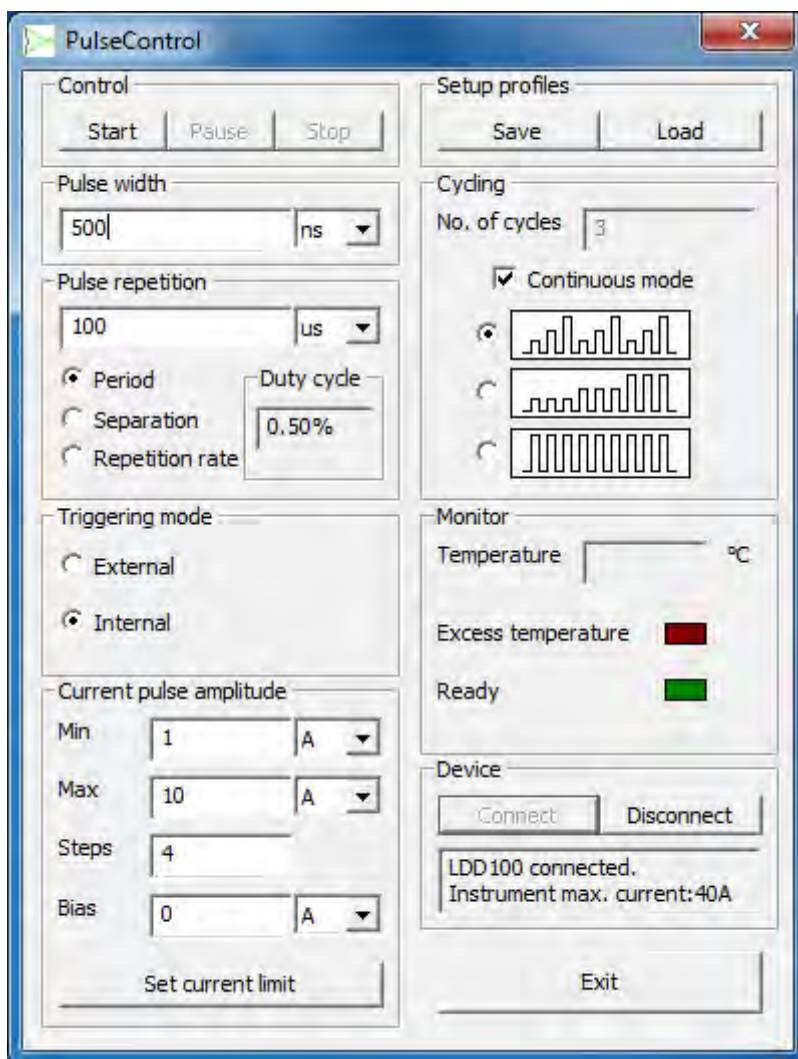 PulseControl
Control
Start Pause Stop
Pulse width
500 ns
Pulse repetition
100 us
Period
Separation
Repetition rate
Duty cycle
0.50%
Triggering mode
External
Internal
Current pulse amplitude
Min 1 A
Max 10 A
Steps 4
Bias 0 A
Set current limit
Setup profiles
Save Load
Cycling
No. of cycles 3
Continuous mode
Monitor
Temperature ºC
Excess temperature
Ready
Device
Connect Disconnect
LDD100 connected.
Instrument max. current:40A
Exit